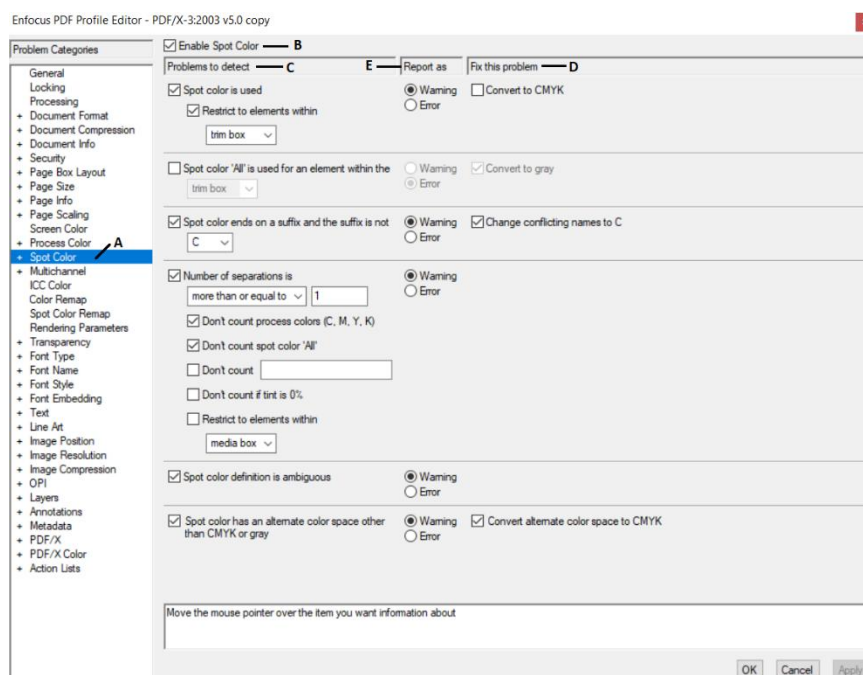 Enfocus PDF Profile Editor - PDF/X-3:2003 v5.0 copy
Problem Categories
General
Locking
Processing
+ Document Format
+ Document Compression
+ Document Info
+ Security
+ Page Box Layout
+ Page Size
+ Page Info
+ Page Scaling
Screen Color
+ Process Color
A
+ Spot Color
+ Multichannel
ICC Color
Color Remap
Spot Color Remap
Rendering Parameters
+ Transparency
+ Font Type
+ Font Name
+ Font Style
+ Font Embedding
+ Text
+ Line Art
+ Image Position
+ Image Resolution
+ Image Compression
+ OPI
+ Layers
+ Annotations
+ Metadata
+ PDF/X
+ PDF/X Color
+ Action Lists
Enable Spot Color B
Problems to detect C E Report as Fix this problem D
Spot color is used Warning Convert to CMYK
Error
Restrict to elements within
trim box
Spot color 'All' is used for an element within the Warning Convert to gray
Error
trim box
Spot color ends on a suffix and the suffix is not Warning Change conflicting names to C
Error
C
Number of separations is Warning
Error
more than or equal to 1
Don't count process colors (C, M, Y, K)
Don't count spot color 'All'
Don't count
Don't count if tint is 0%
Restrict to elements within
media box
Spot color definition is ambiguous Warning
Error
Spot color has an alternate color space other Warning Convert alternate color space to CMYK
than CMYK or gray Error
Move the mouse pointer over the item you want information about
OK Cancel Apply